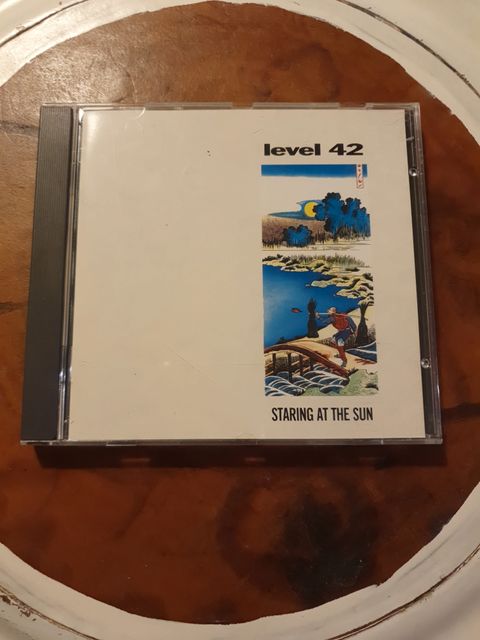 level 42
STARING AT THE SUN